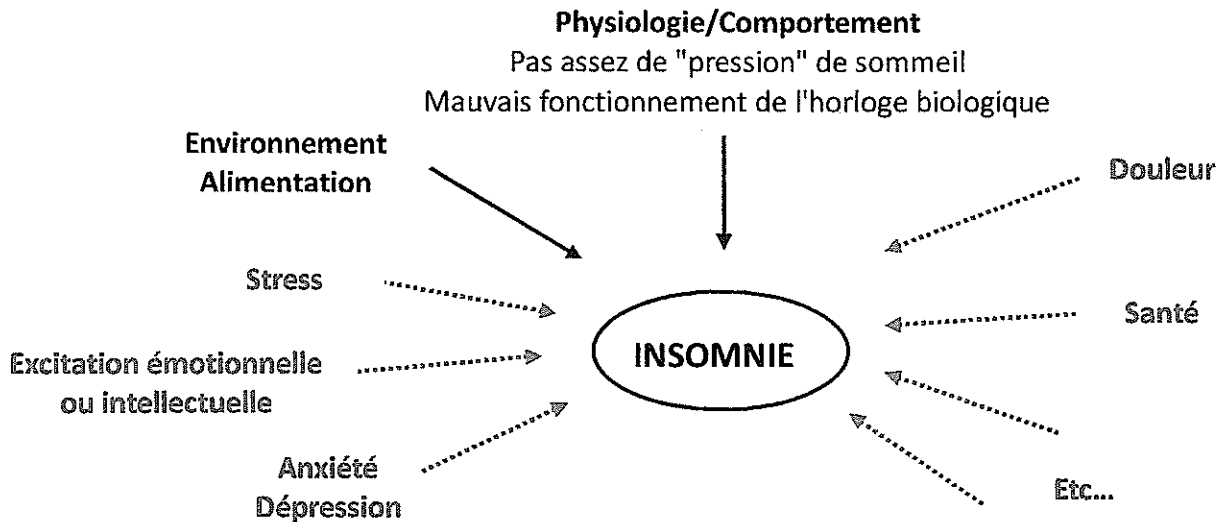 Physiologie/Comportement
Pas assez de "pression" de sommeil
Mauvais fonctionnement de l'horloge biologique
Environnement
Alimentation
Douleur
Stress
Santé
INSOMNIE
Excitation émotionnelle
ou intellectuelle
Anxiété
Dépression
Etc...